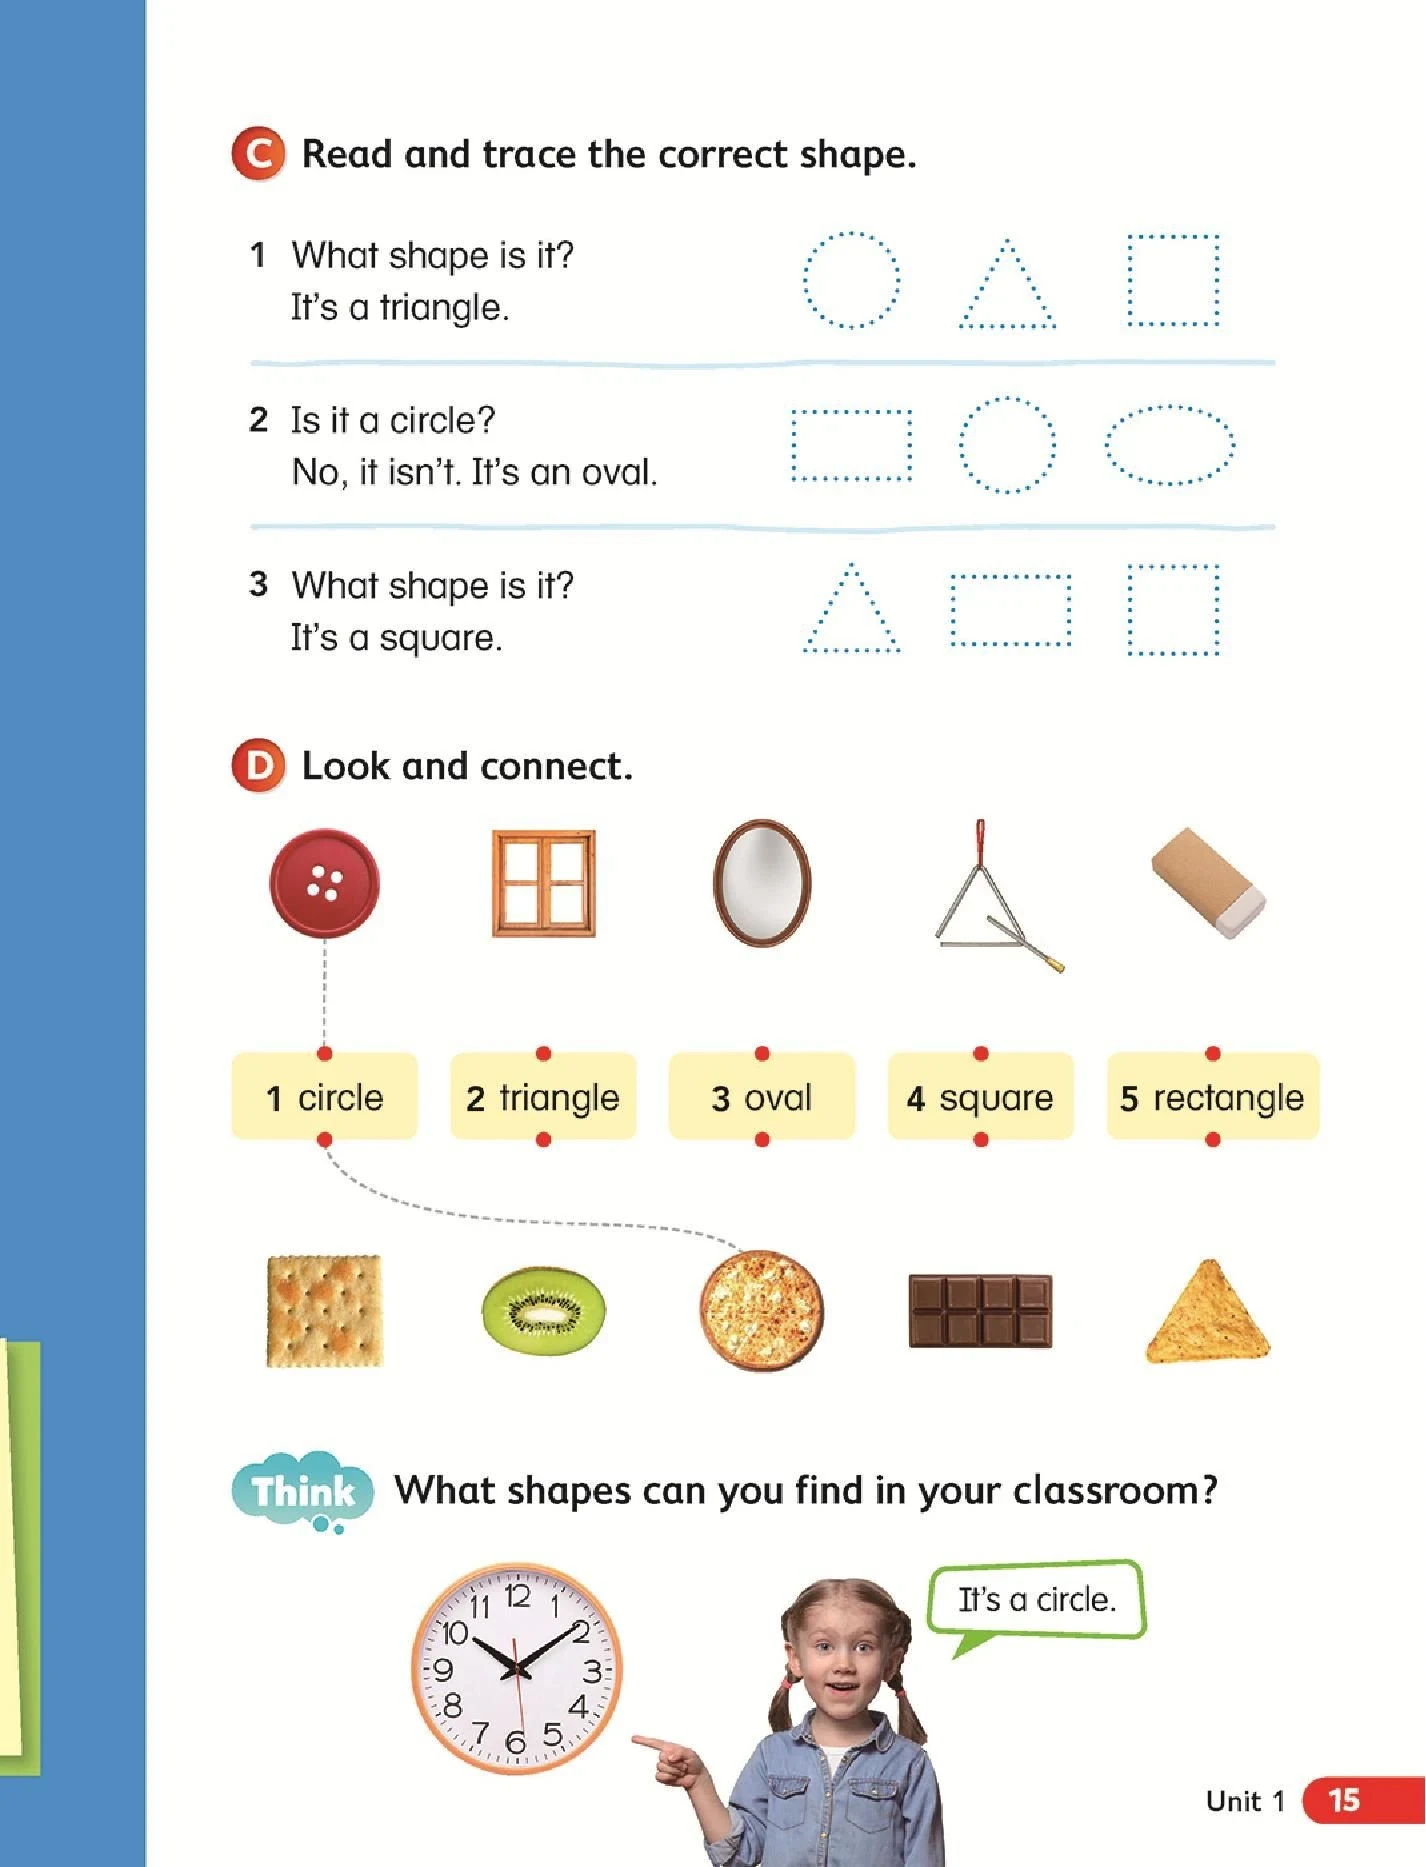 C Read and trace the correct shape.
1 What shape is it?
It's a triangle.
2 Is it a circle?
No, it isn't. It's an oval.
3 What shape is it?
It's a square.
D Look and connect.
1 circle
2 triangle
3 oval
4 square
5 rectangle
Think What shapes can you find in your classroom?
12
11 1
10 2
9 3
8 4
7 5
6
It's a circle.
Unit 1 15